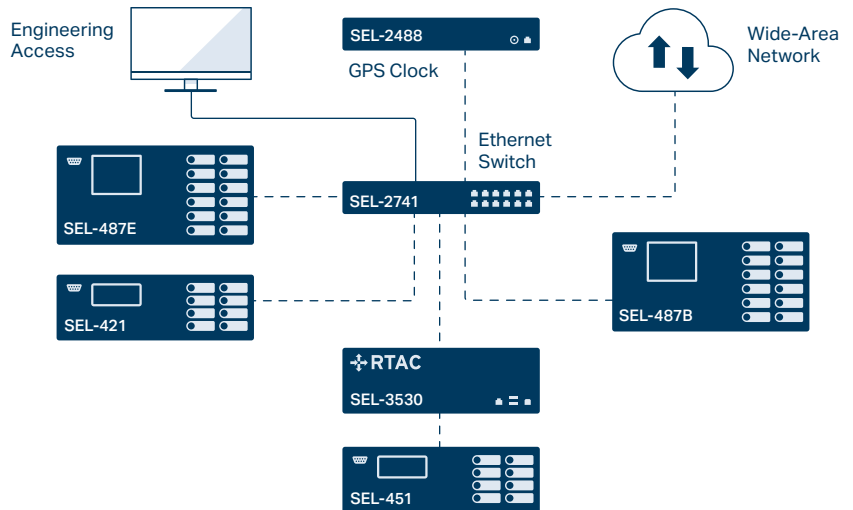 Engineering
Access
SEL-2488
GPS Clock
Wide-Area
Network
Ethernet
Switch
SEL-487E
SEL-2741
SEL-421
SEL-487B
RTAC
SEL-3530
SEL-451